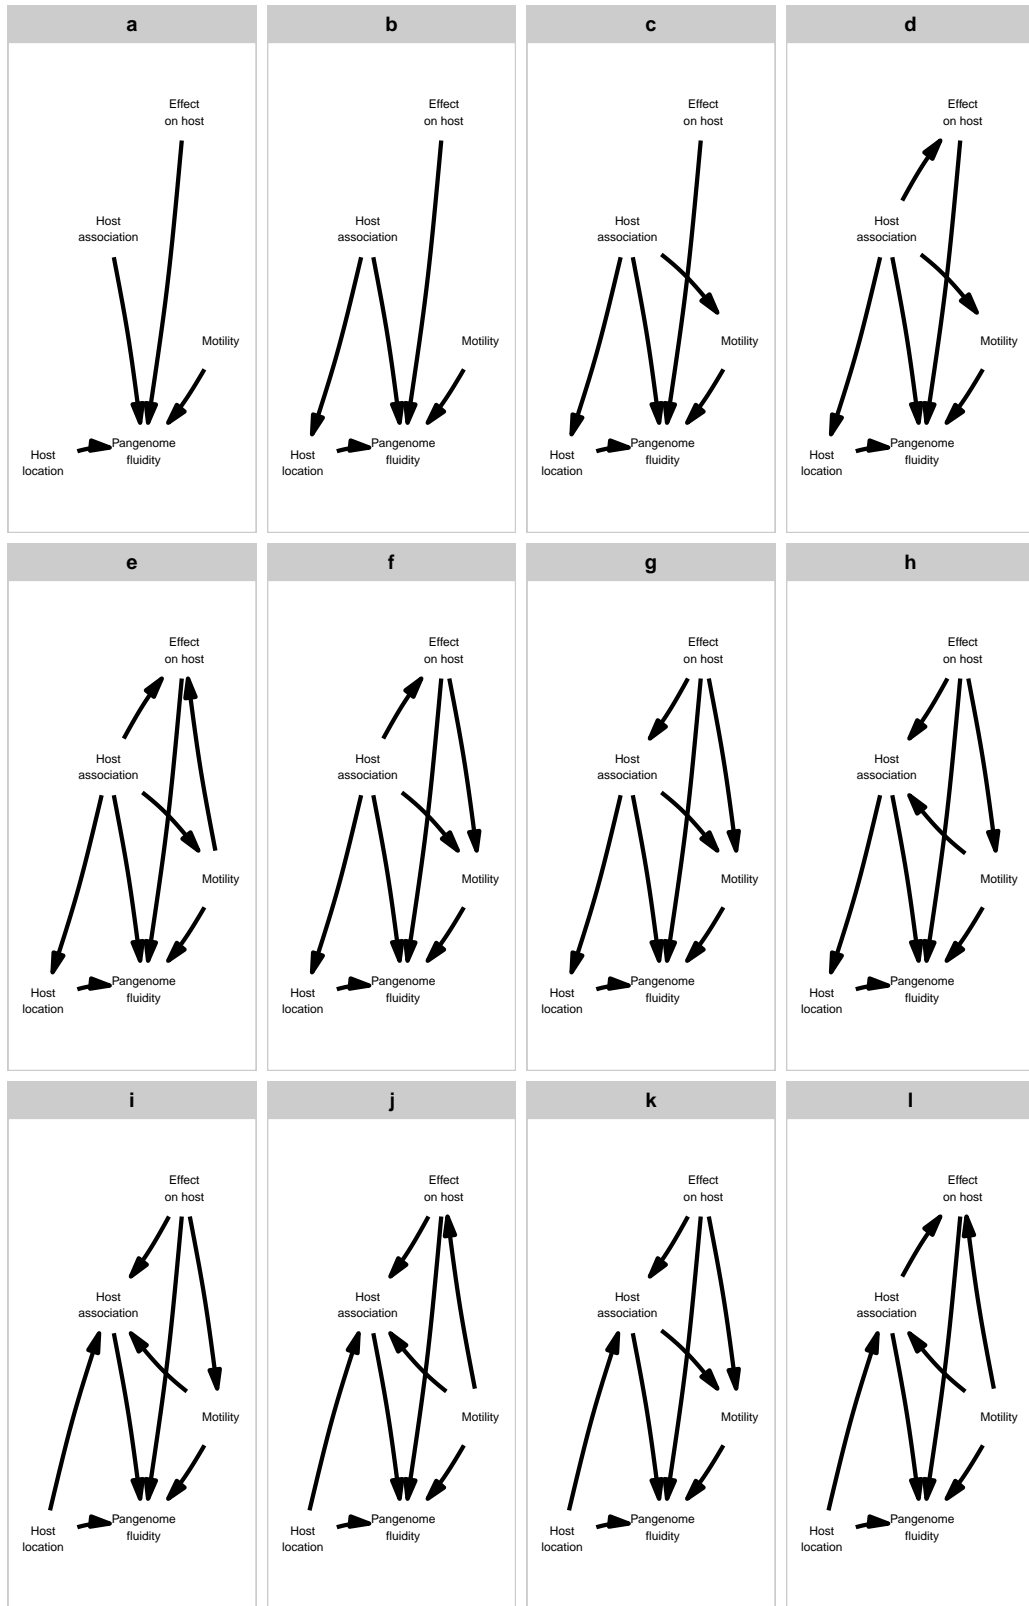 a
b
c
d
Effect
on host
Host
association
Motility
Pangenome
fluidity
Host
location
Effect
on host
Host
association
Motility
Pangenome
fluidity
Host
location
Effect
on host
Host
association
Motility
Pangenome
fluidity
Host
location
Effect
on host
Host
association
Motility
Pangenome
fluidity
Host
location
e
f
g
h
Effect
on host
Host
association
Motility
Pangenome
fluidity
Host
location
Effect
on host
Host
association
Motility
Pangenome
fluidity
Host
location
Effect
on host
Host
association
Motility
Pangenome
fluidity
Host
location
Effect
on host
Host
association
Motility
Pangenome
fluidity
Host
location
i
j
k
l
Effect
on host
Host
association
Motility
Pangenome
fluidity
Host
location
Effect
on host
Host
association
Motility
Pangenome
fluidity
Host
location
Effect
on host
Host
association
Motility
Pangenome
fluidity
Host
location
Effect
on host
Host
association
Motility
Pangenome
fluidity
Host
location